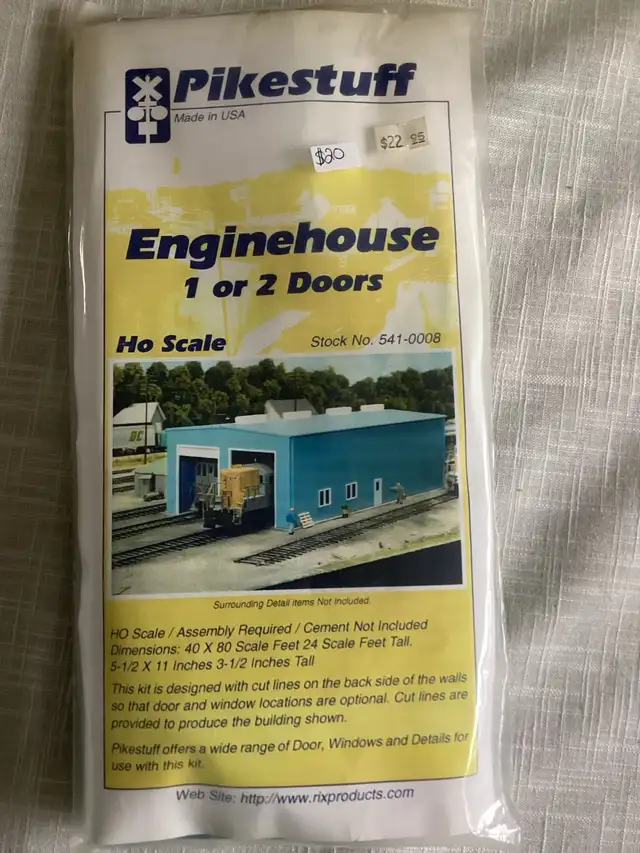 Pikestuff
Made in USA
$20
$22 95
Enginehouse
1 or 2 Doors
Ho Scale
Stock No. 541-0008
Surrounding Detail items Not Included.
HO Scale / Assembly Required / Cement Not Included
Dimensions: 40 X 80 Scale Feet 24 Scale Feet Tall.
5-1/2 X 11 Inches 3-1/2 Inches Tall
This kit is designed with cut lines on the back side of the walls
so that door and window locations are optional. Cut lines are
provided to produce the building shown.
Pikestuff offers a wide range of Door, Windows and Details for
use with this kit.
Web Site: http://www.rixproducts.com